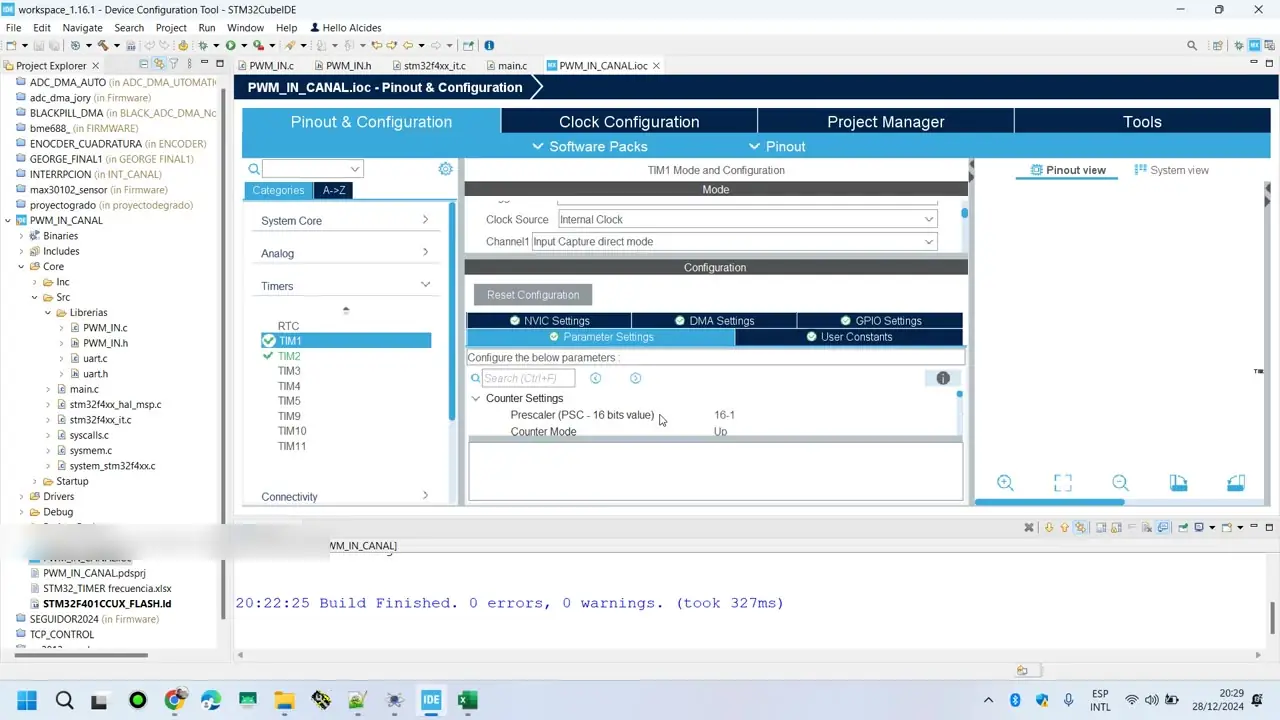 workspace_1.16.1 - Device Configuration Tool - STM32CubeIDE
File Edit Navigate Search Project Run Window Help Hello Alcides
Project Explorer
PWM_IN.c PWM_IN.h stm32f4xx_it.c main.c PWM_IN_CANAL.ioc
ADC_DMA_AUTO (in ADC_DMA_UTOMATI
adc_dma_jory (in Firmware)
BLACKPILL_DMA (in BLACK_ADC_DMA_Nc
bme688_ (in FIRMWARE)
ENOCDER_CUADRATURA (in ENCODER)
GEORGE_FINAL1 (in GEORGE FINAL1)
INTERRPCION (in INT_CANAL)
max30102_sensor (in Firmware)
proyectogrado (in proyectodegrado)
PWM_IN_CANAL
Binaries
Includes
Core
Inc
Src
Librerias
PWM_IN.c
PWM_IN.h
uart.c
uart.h
main.c
stm32f4xx_hal_msp.c
stm32f4xx_it.c
syscalls.c
sysmem.c
system_stm32f4xx.c
Startup
Drivers
Debug
PWM_IN_CANAL.pdsprj
STM32_TIMER frecuencia.xlsx
STM32F401CCUX_FLASH.ld
SEGUIDOR2024 (in Firmware)
TCP_CONTROL
PWM_IN_CANAL.ioc - Pinout & Configuration
Pinout & Configuration Clock Configuration Project Manager Tools
Software Packs Pinout
Categories A->Z
System Core
Analog
Timers
RTC
TIM1
TIM2
TIM3
TIM4
TIM5
TIM9
TIM10
TIM11
Connectivity
TIM1 Mode and Configuration
Mode
Clock Source Internal Clock
Channel1 Input Capture direct mode
Configuration
Reset Configuration
NVIC Settings DMA Settings GPIO Settings
Parameter Settings User Constants
Configure the below parameters :
Search (Ctrl+F)
Counter Settings
Prescaler (PSC - 16 bits value) 16-1
Counter Mode Up
Pinout view System view
WM_IN_CANAL]
20:22:25 Build Finished. 0 errors, 0 warnings. (took 327ms)
ESP
INTL
20:29
28/12/2024